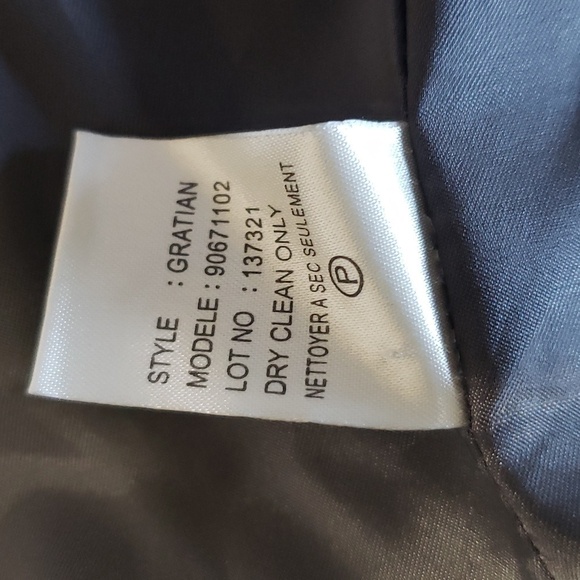 STYLE : GRATIAN
MODELE : 90671102
LOT NO : 137321
DRY CLEAN ONLY
NETTOYER A SEC SEULEMENT
P